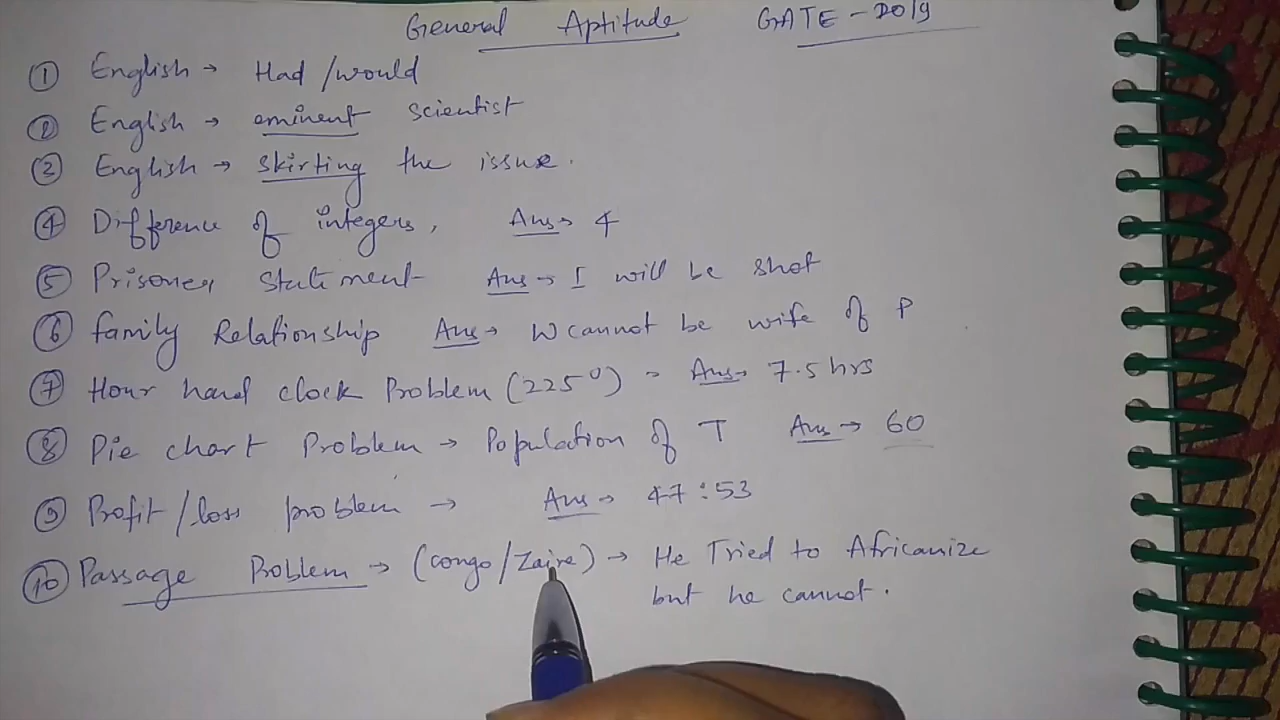 General Aptitude GATE - 2019
① English → Had / would
② English → eminent scientist
③ English → skirting the issue.
④ Difference of integers, Ans → 4
⑤ Prisoner Statement Ans → I will be shot
⑥ family Relationship Ans → W cannot be wife of P
⑦ Hour hand clock Problem (225°) - Ans → 7.5 hrs
⑧ Pie chart Problem → Population of T Ans → 60
⑨ Profit / loss problem → Ans → 47 : 53
⑩ Passage Problem → (Congo / Zaire) → He Tried to Africanize
but he cannot.